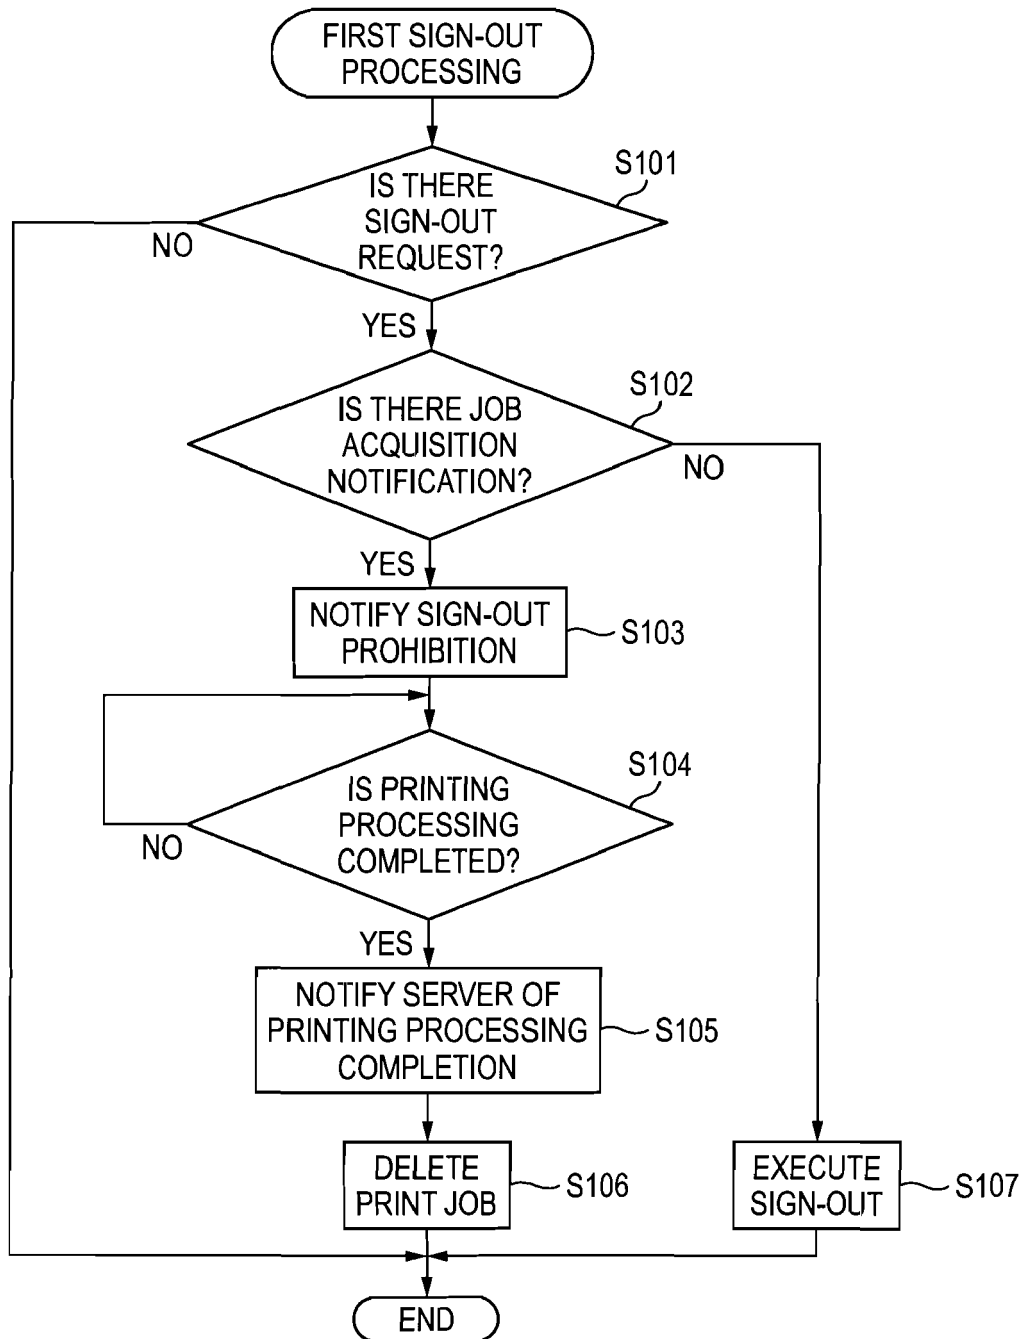 FIRST SIGN-OUT
PROCESSING
S101
IS THERE
SIGN-OUT
REQUEST?
NO
YES
S102
IS THERE JOB
ACQUISITION
NOTIFICATION?
NO
YES
NOTIFY SIGN-OUT
PROHIBITION
S103
S104
IS PRINTING
PROCESSING
COMPLETED?
NO
YES
NOTIFY SERVER OF
PRINTING PROCESSING
COMPLETION
S105
DELETE
PRINT JOB
S106
EXECUTE
SIGN-OUT
S107
END